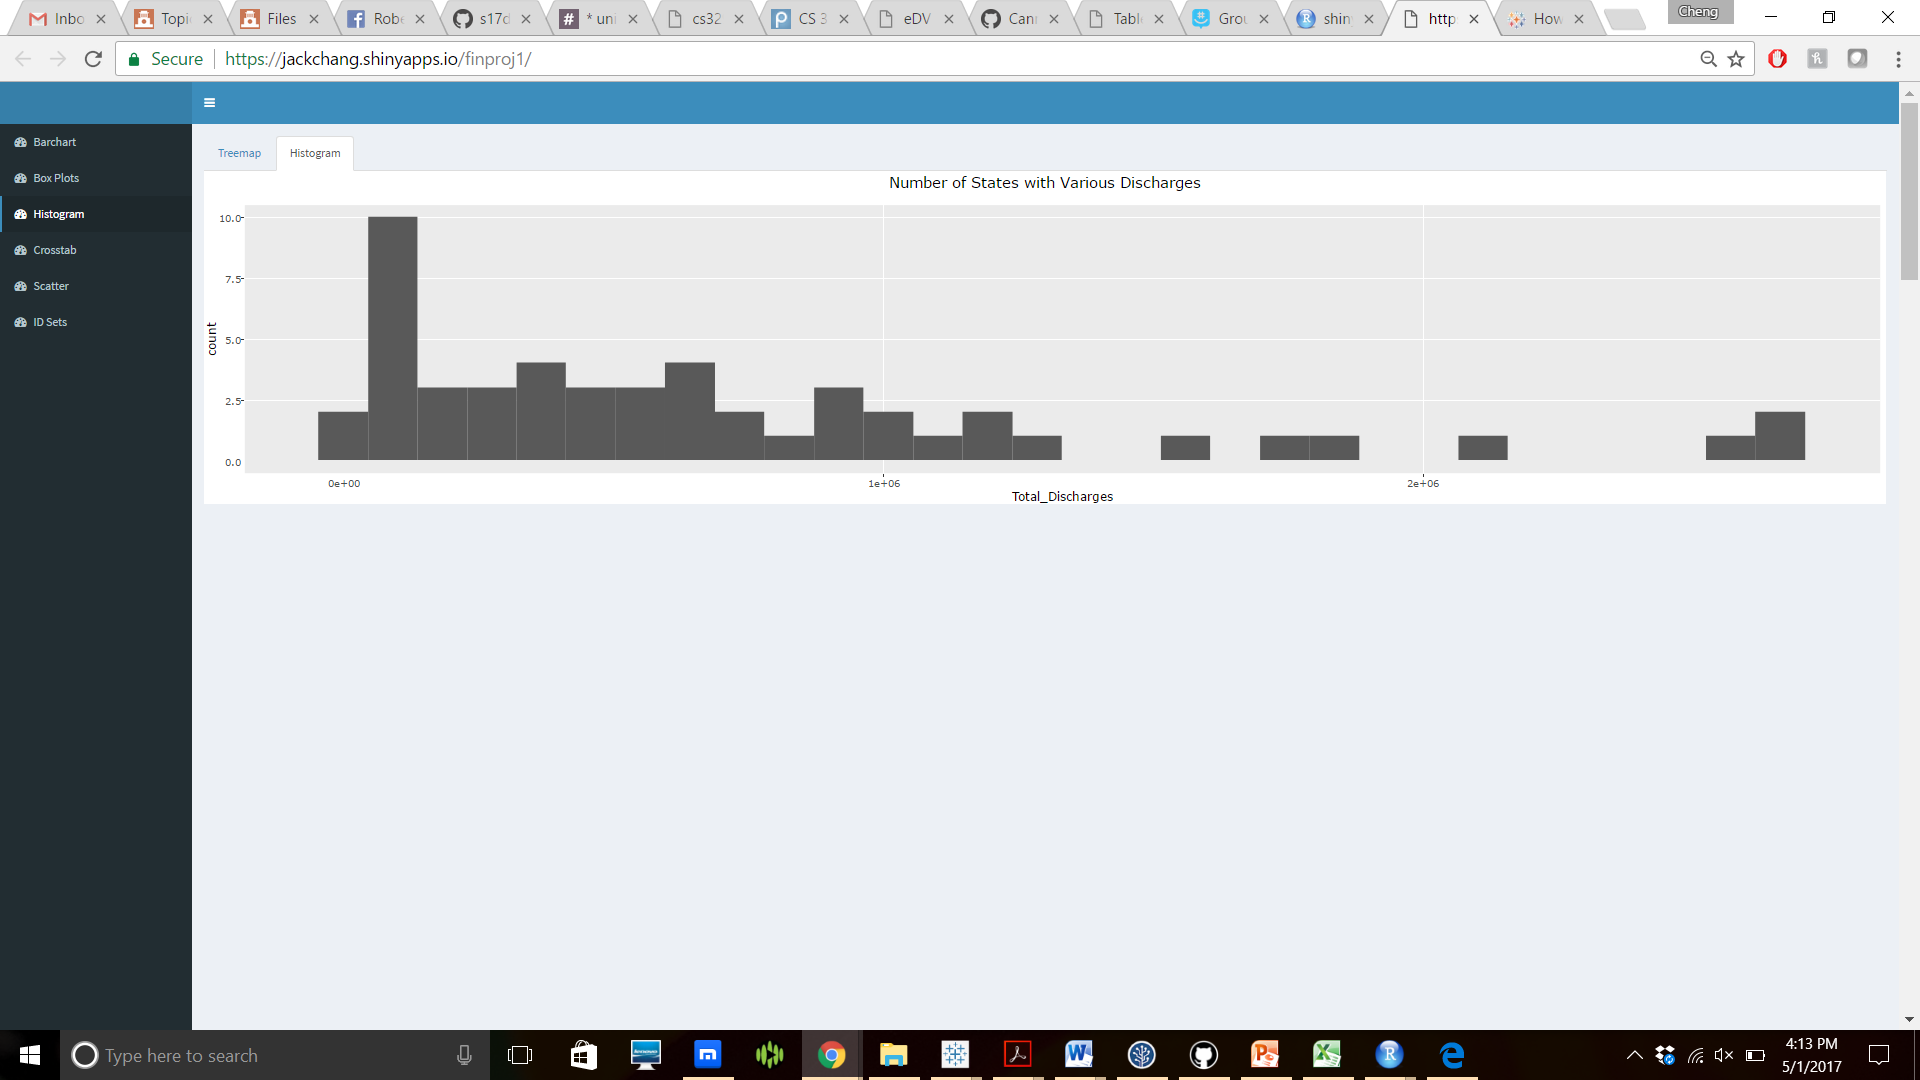 Inbo
Topi
Files
Robe
s17d
* uni
cs32
CS 3
eDV
Can
Tabl
Grou
shin
http
How
Cheng
Secure
https://jackchang.shinyapps.io/finproj1/
Barchart
Box Plots
Histogram
Crosstab
Scatter
ID Sets
Treemap
Histogram
Number of States with Various Discharges
10.0
7.5
5.0
2.5
0.0
count
0e+00
1e+06
2e+06
Total_Discharges
Type here to search
4:13 PM
5/1/2017